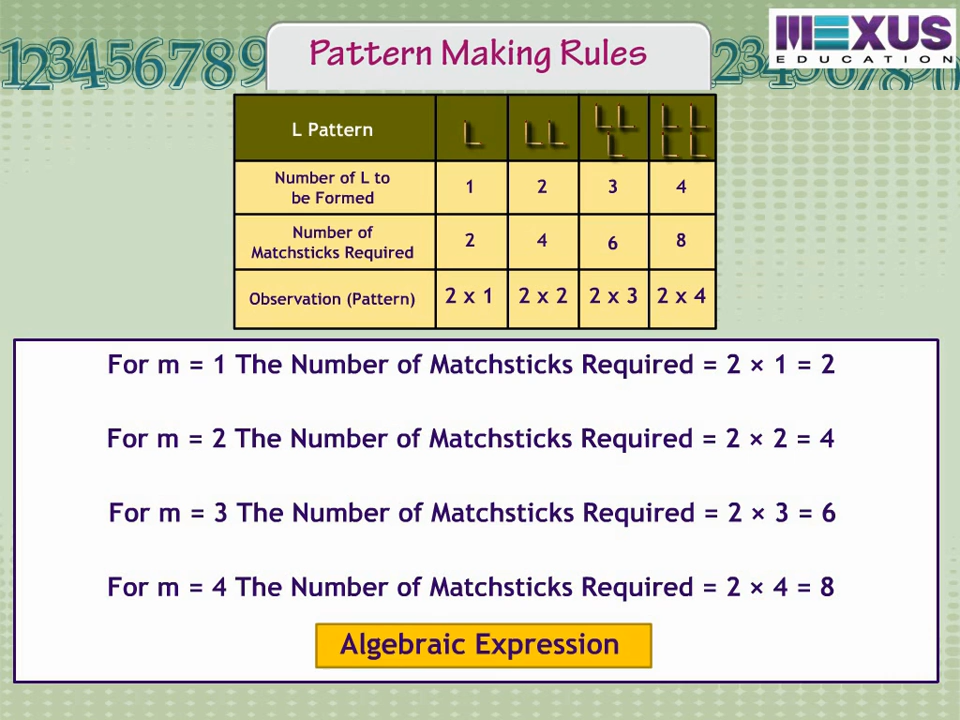 123456789
Pattern Making Rules
MEXUS
EDUCATION
L Pattern
L
L L
L L
L
L L
L L
Number of L to
be Formed
1
2
3
4
Number of
Matchsticks Required
2
4
6
8
Observation (Pattern)
2 x 1
2 x 2
2 x 3
2 x 4
For m = 1 The Number of Matchsticks Required = 2 × 1 = 2
For m = 2 The Number of Matchsticks Required = 2 × 2 = 4
For m = 3 The Number of Matchsticks Required = 2 × 3 = 6
For m = 4 The Number of Matchsticks Required = 2 × 4 = 8
Algebraic Expression